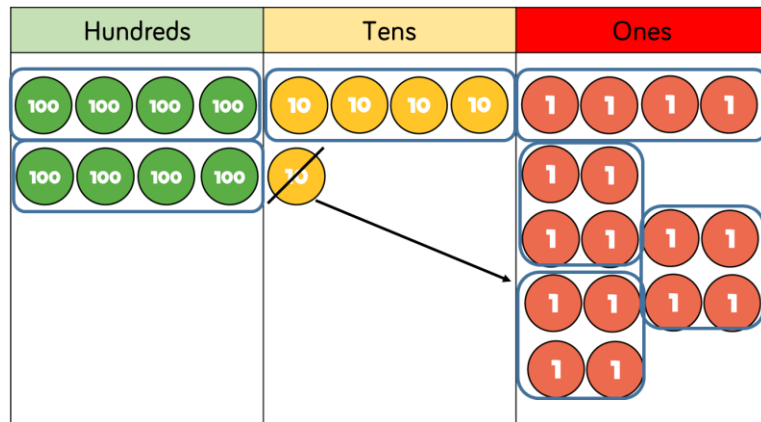 Hundreds Tens Ones
100 100 100 100 10 10 10 10 1 1 1 1
100 100 100 100 10 1 1
1 1 1 1
1 1 1 1
1 1